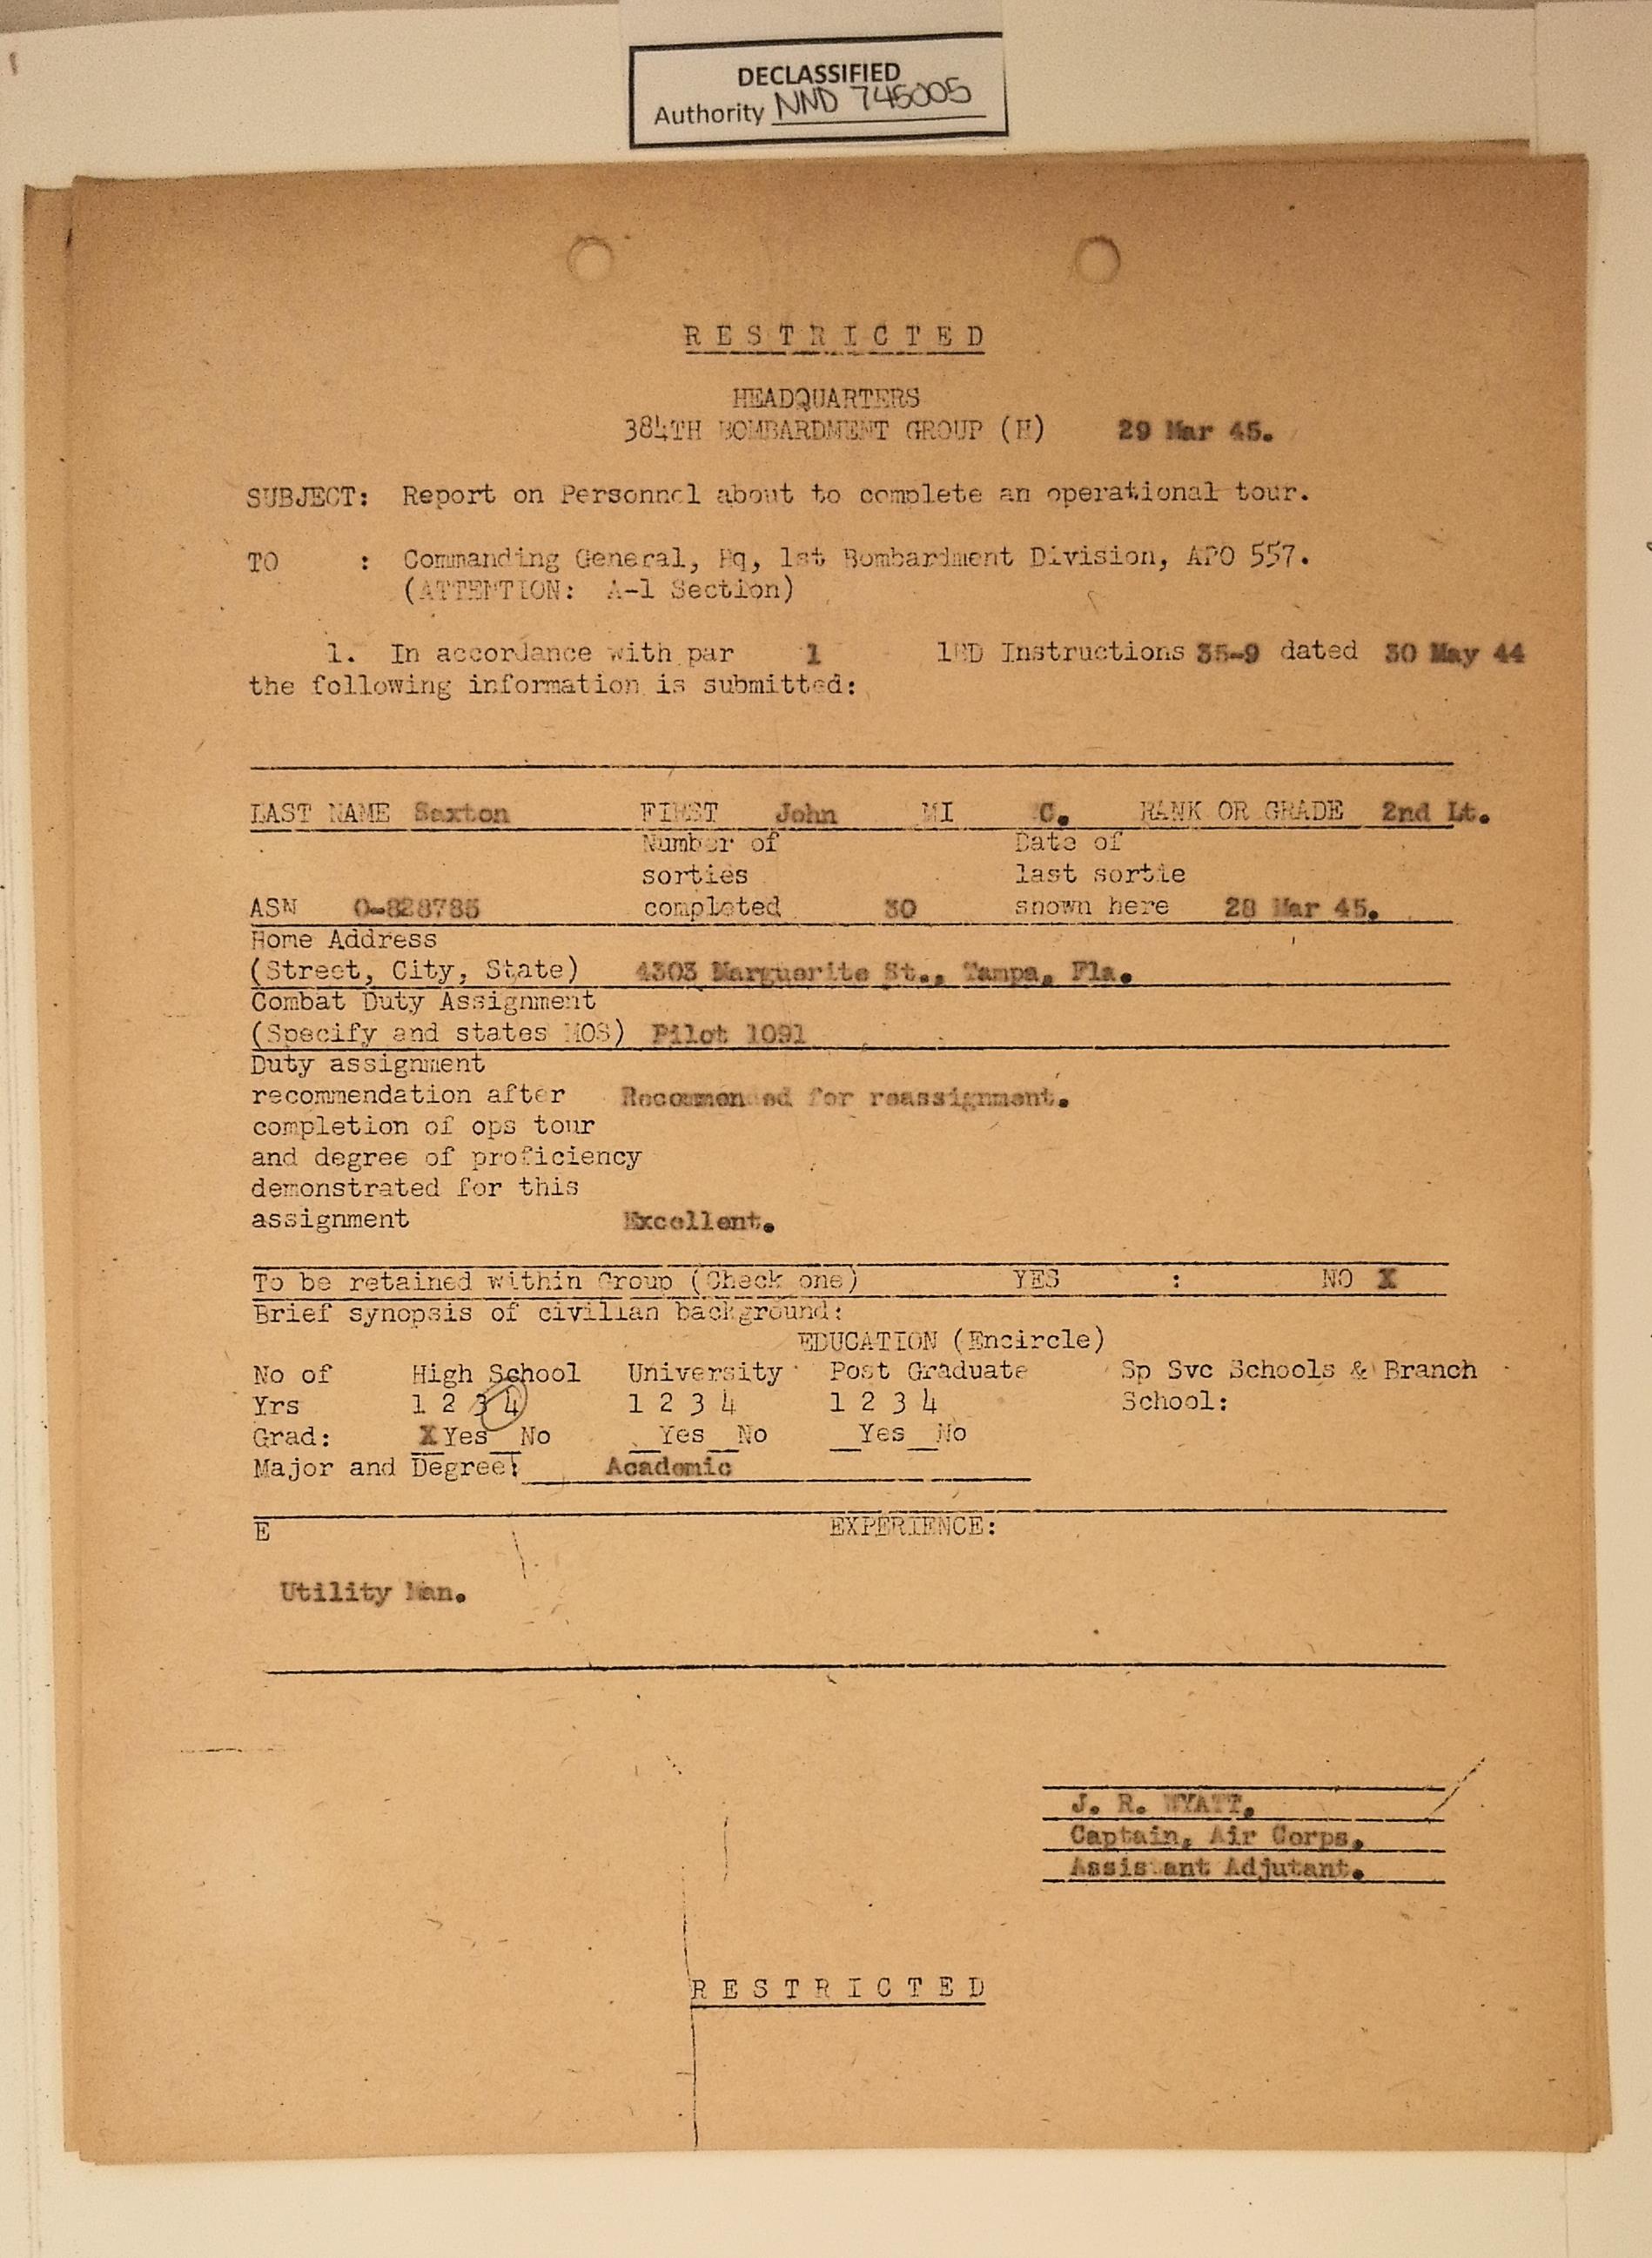 DECLASSIFIED
Authority NND 745005
R E S T R I C T E D
HEADQUARTERS
384TH BOMBARDMENT GROUP (H) 29 Mar 45.
SUBJECT: Report on Personnel about to complete an operational tour.
TO : Commanding General, Hq, 1st Bombardment Division, APO 557.
(ATTENTION: A-1 Section)
1. In accordance with par 1 1BD Instructions 35-9 dated 30 May 44
the following information is submitted:
LAST NAME Saxton FIRST John MI C. RANK OR GRADE 2nd Lt.
Number of Date of
sorties last sortie
ASN 0-828785 completed 30 shown here 28 Mar 45.
Home Address
(Street, City, State) 4303 Marguerite St., Tampa, Fla.
Combat Duty Assignment
(Specify and states MOS) Pilot 1091
Duty assignment
recommendation after Recommended for reassignment.
completion of ops tour
and degree of proficiency
demonstrated for this
assignment Excellent.
To be retained within Group (Check one) YES : NO X
Brief synopsis of civilian background:
EDUCATION (Encircle)
No of High School University Post Graduate Sp Svc Schools & Branch
Yrs 1 2 3 4 1 2 3 4 1 2 3 4 School:
Grad: X Yes __No __Yes __No __Yes __No
Major and Degree: Academic
E EXPERIENCE:
Utility Man.
J. R. WYATT,
Captain, Air Corps,
Assistant Adjutant.
R E S T R I C T E D